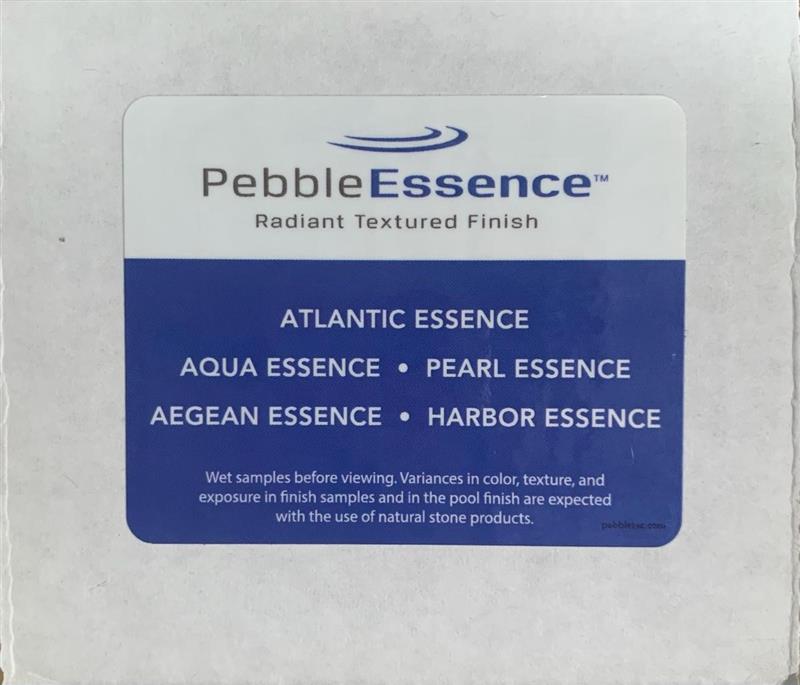 PebbleEssence™
Radiant Textured Finish
ATLANTIC ESSENCE
AQUA ESSENCE • PEARL ESSENCE
AEGEAN ESSENCE • HARBOR ESSENCE
Wet samples before viewing. Variances in color, texture, and
exposure in finish samples and in the pool finish are expected
with the use of natural stone products.
pebbletec.com